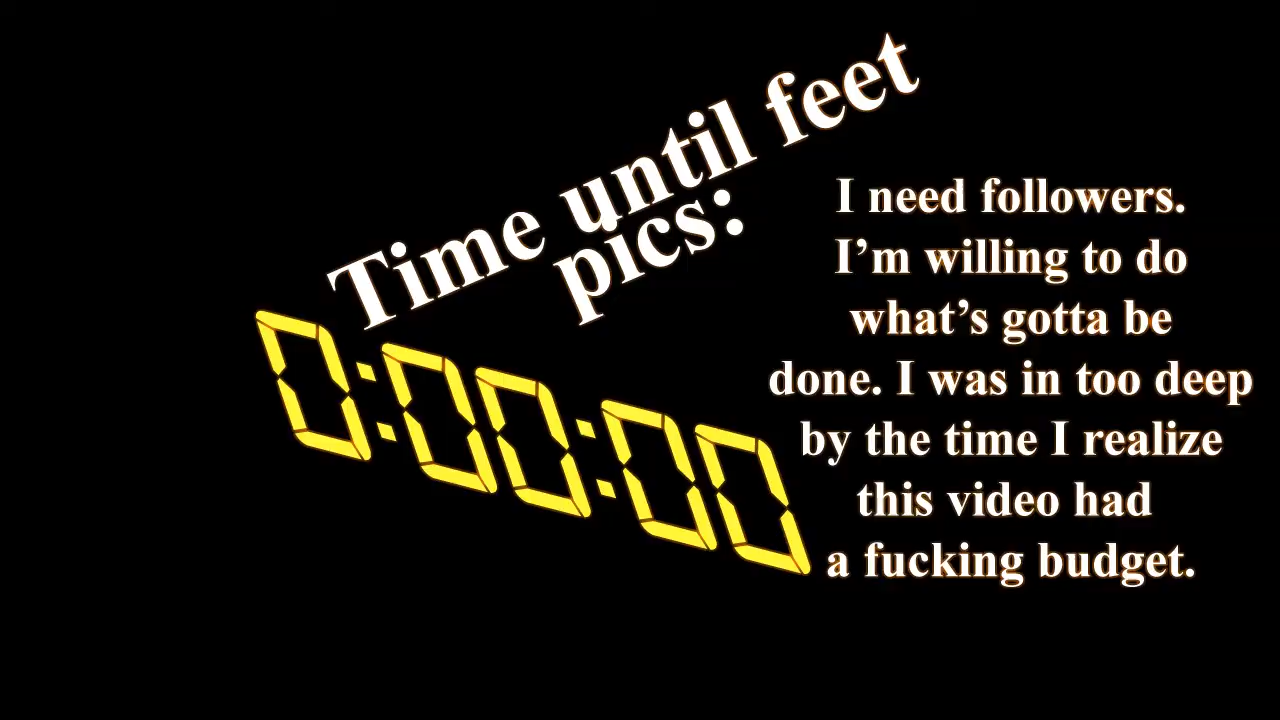 Time until feet
pics:
0:00:00
I need followers.
I’m willing to do
what’s gotta be
done. I was in too deep
by the time I realize
this video had
a fucking budget.